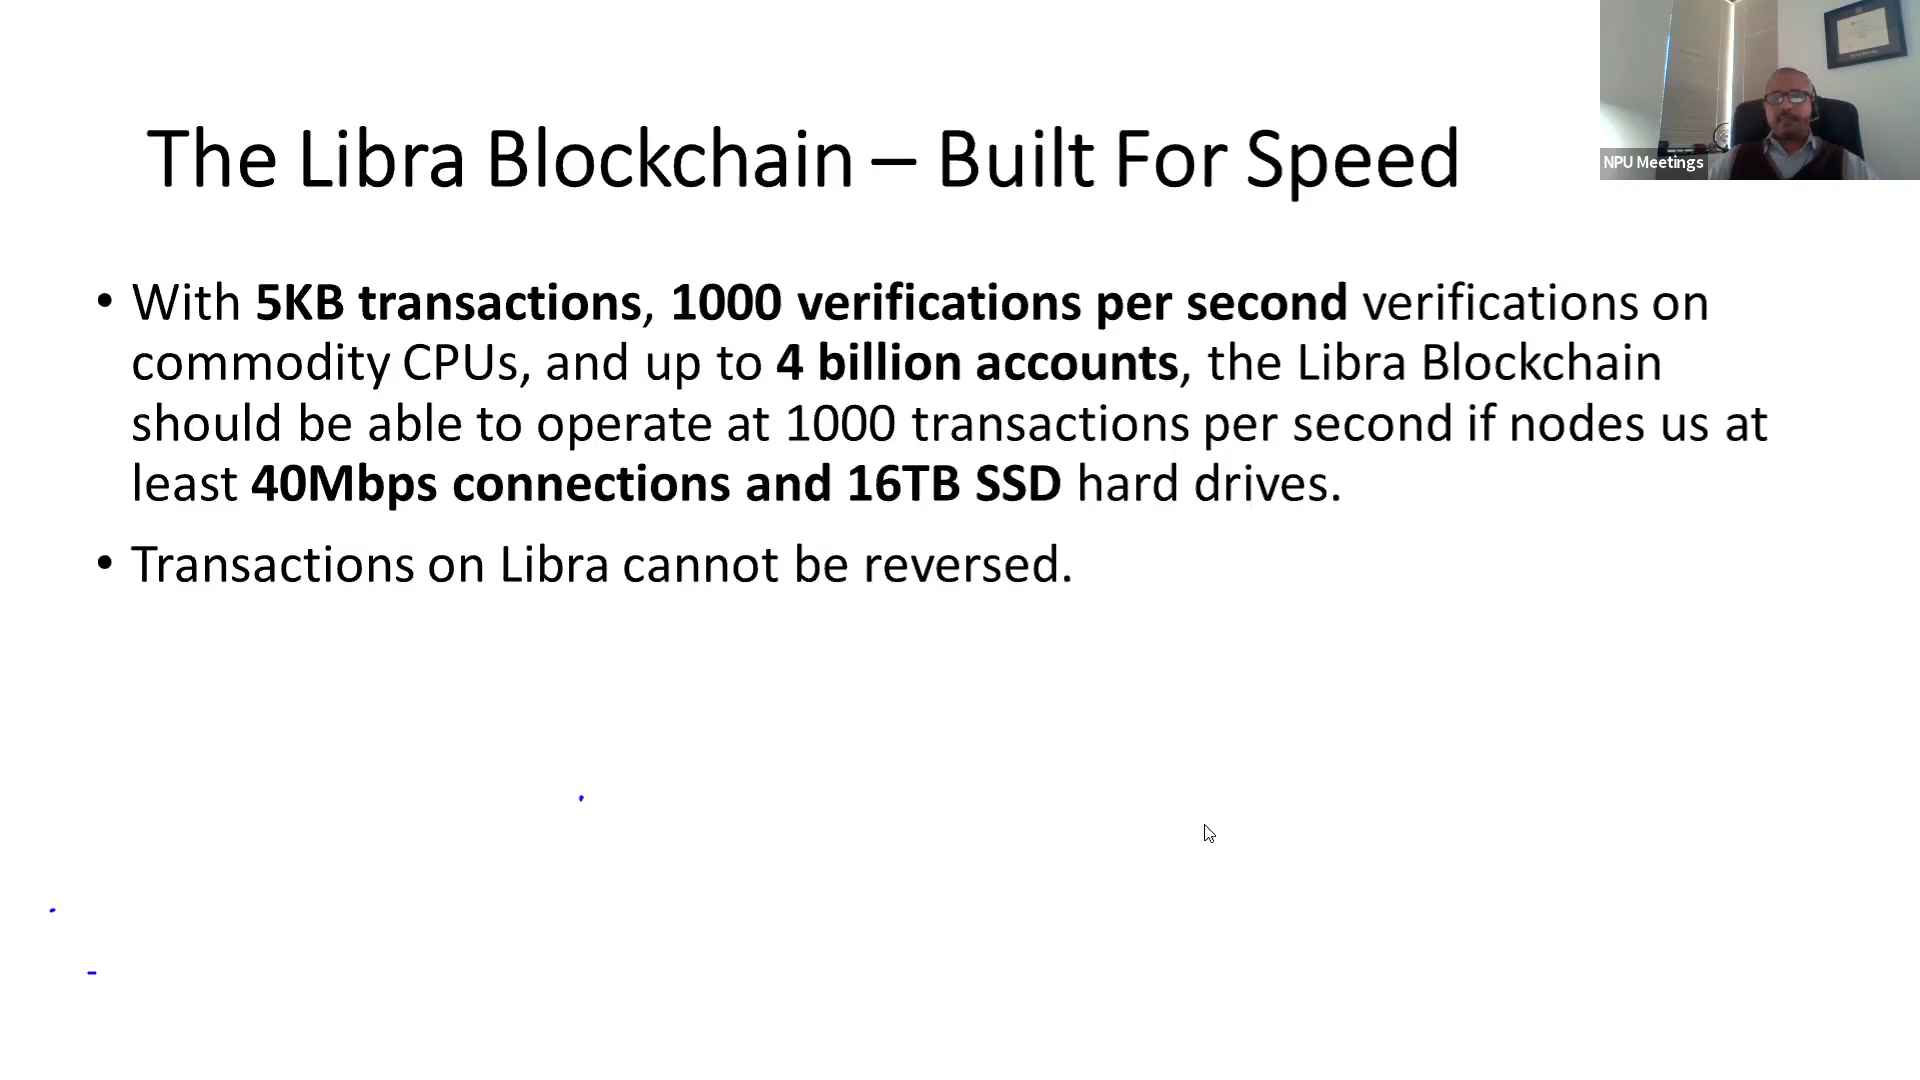 The Libra Blockchain – Built For Speed
NPU Meetings
• With 5KB transactions, 1000 verifications per second verifications on
commodity CPUs, and up to 4 billion accounts, the Libra Blockchain
should be able to operate at 1000 transactions per second if nodes us at
least 40Mbps connections and 16TB SSD hard drives.
• Transactions on Libra cannot be reversed.